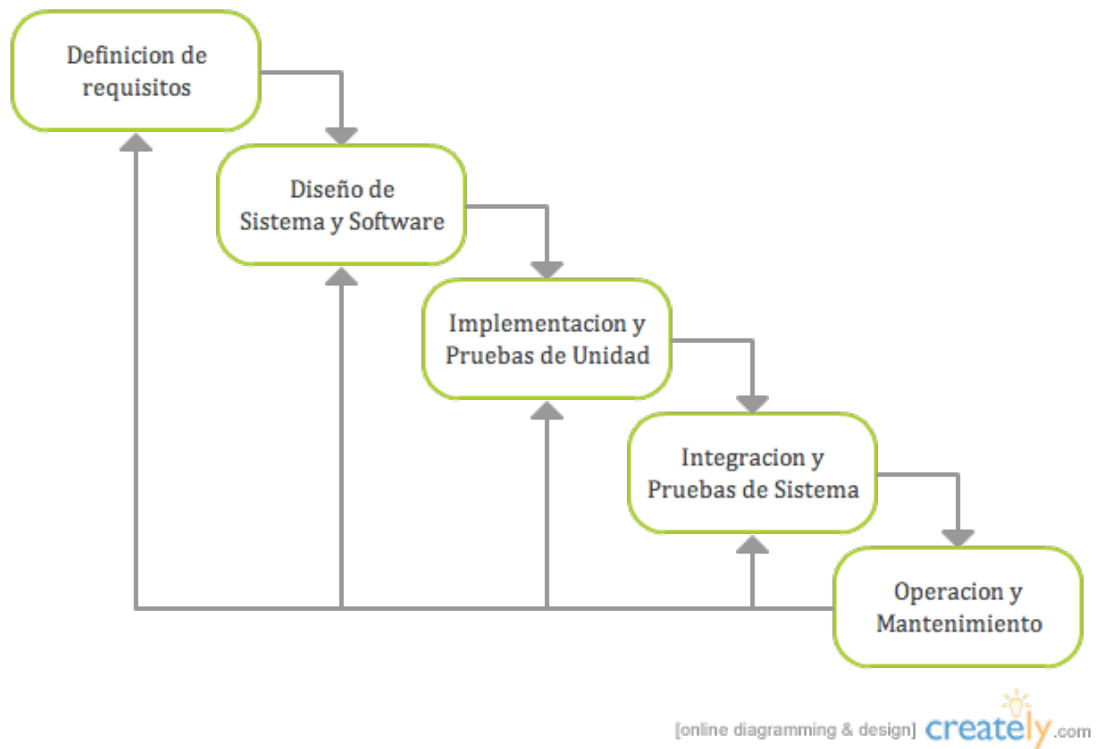 Definicion de
requisitos
Diseño de
Sistema y Software
Implementacion y
Pruebas de Unidad
Integracion y
Pruebas de Sistema
Operacion y
Mantenimiento
[online diagramming & design] creately.com